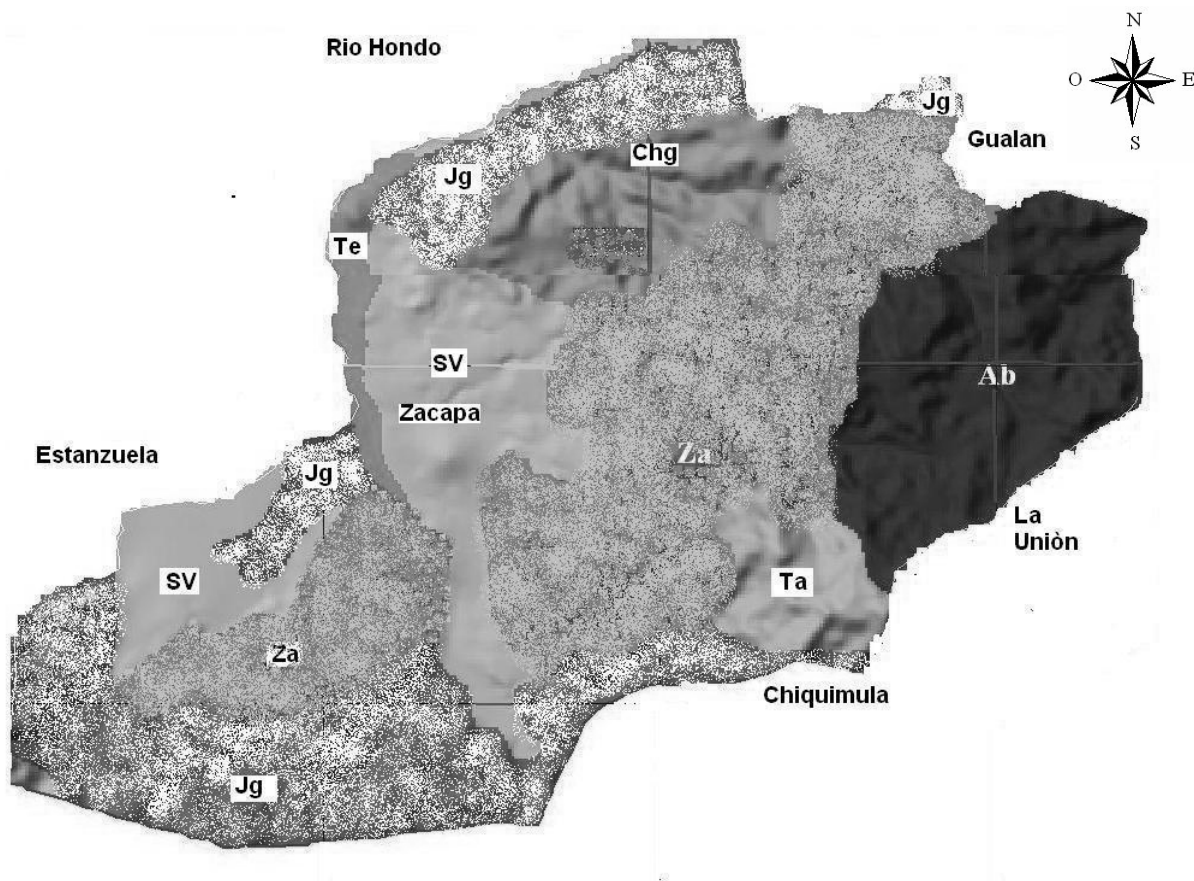 Rio Hondo
N
O
E
S
Jg
Gualan
Chg
Jg
Te
SV
Ab
Zacapa
Estanzuela
Za
Jg
La
Uniòn
SV
Ta
Za
Chiquimula
Jg